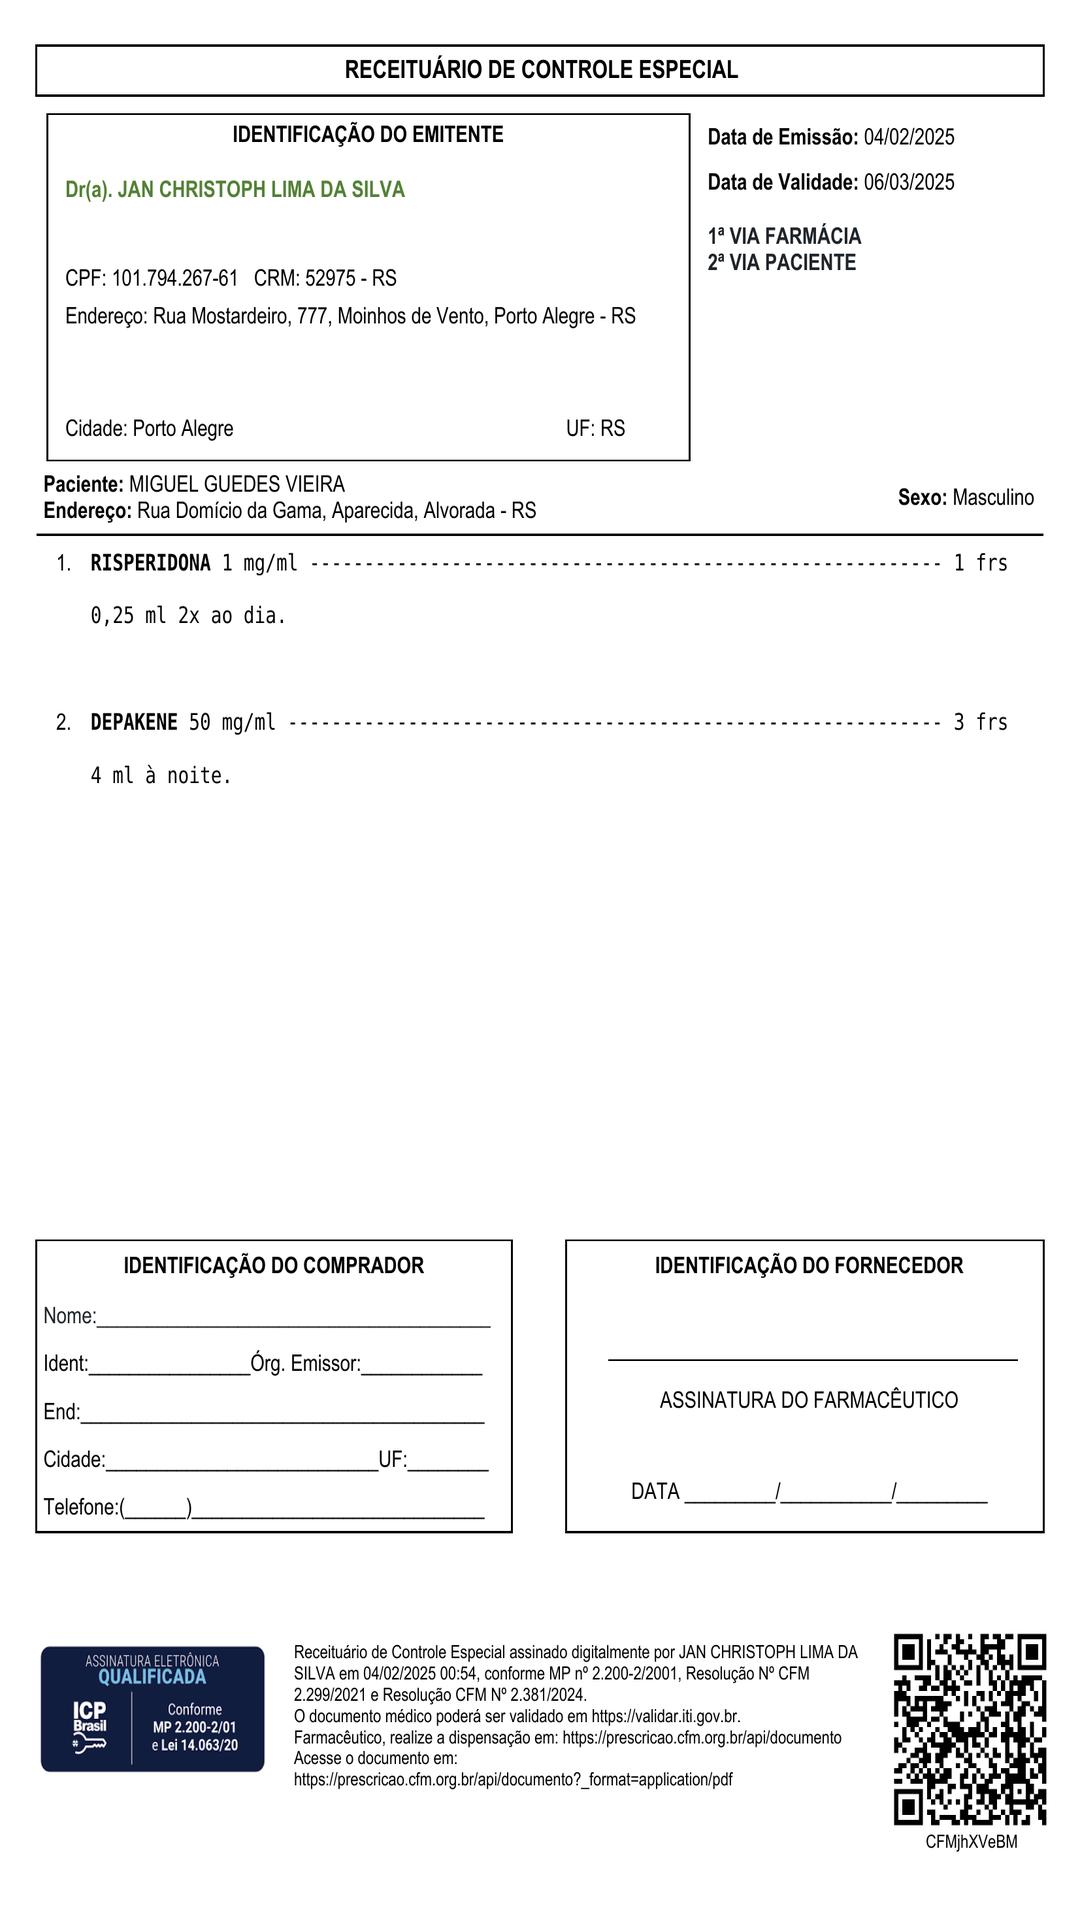 RECEITUÁRIO DE CONTROLE ESPECIAL
IDENTIFICAÇÃO DO EMITENTE
Dr(a). JAN CHRISTOPH LIMA DA SILVA
CPF: 101.794.267-61 CRM: 52975 - RS
Endereço: Rua Mostardeiro, 777, Moinhos de Vento, Porto Alegre - RS
Cidade: Porto Alegre UF: RS
Data de Emissão: 04/02/2025
Data de Validade: 06/03/2025
1ª VIA FARMÁCIA
2ª VIA PACIENTE
Paciente: MIGUEL GUEDES VIEIRA
Endereço: Rua Domício da Gama, Aparecida, Alvorada - RS
Sexo: Masculino
1. RISPERIDONA 1 mg/ml ---------------------------------------------------------- 1 frs
0,25 ml 2x ao dia.
2. DEPAKENE 50 mg/ml ------------------------------------------------------------ 3 frs
4 ml à noite.
IDENTIFICAÇÃO DO COMPRADOR
Nome:_______________________________________
Ident:________________Órg. Emissor:____________
End:________________________________________
Cidade:___________________________UF:________
Telefone:(______)_____________________________
IDENTIFICAÇÃO DO FORNECEDOR
ASSINATURA DO FARMACÊUTICO
DATA _________/___________/_________
ASSINATURA ELETRÔNICA
QUALIFICADA
ICP
Brasil
Conforme
MP 2.200-2/01
e Lei 14.063/20
Receituário de Controle Especial assinado digitalmente por JAN CHRISTOPH LIMA DA
SILVA em 04/02/2025 00:54, conforme MP nº 2.200-2/2001, Resolução Nº CFM
2.299/2021 e Resolução CFM Nº 2.381/2024.
O documento médico poderá ser validado em https://validar.iti.gov.br.
Farmacêutico, realize a dispensação em: https://prescricao.cfm.org.br/api/documento
Acesse o documento em:
https://prescricao.cfm.org.br/api/documento?_format=application/pdf
CFMjhXVeBM